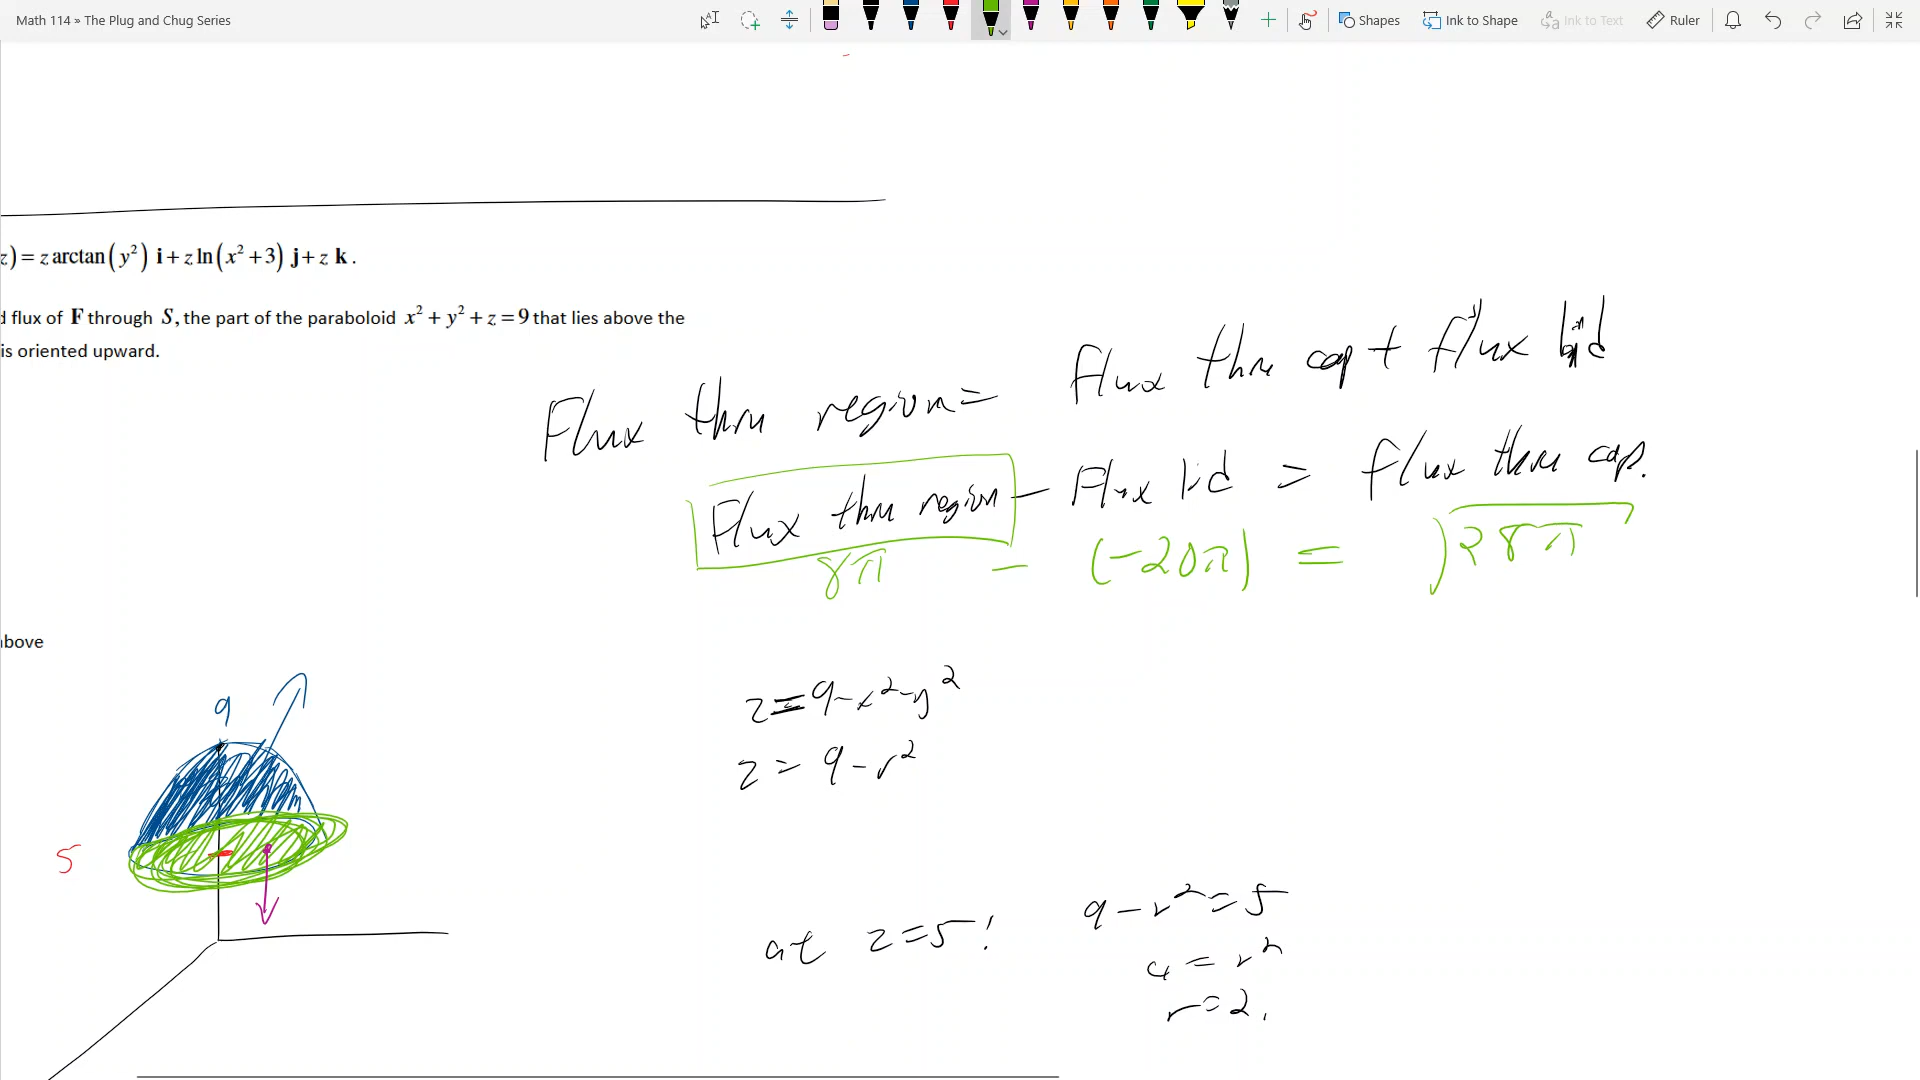 Math 114 » The Plug and Chug Series
Shapes Ink to Shape Ink to Text Ruler
z) = z arctan(y²) i + z ln(x² + 3) j + z k.
d flux of F through S, the part of the paraboloid x² + y² + z = 9 that lies above the
is oriented upward.
Flux thru region = flux thru cap + flux lid
Flux thru region - Flux lid = flux thru cap.
8π - (-20π) = 28π
above
z = 9 - x² - y²
z = 9 - r²
9
5
at z = 5!
9 - r² = 5
4 = r²
r = 2.